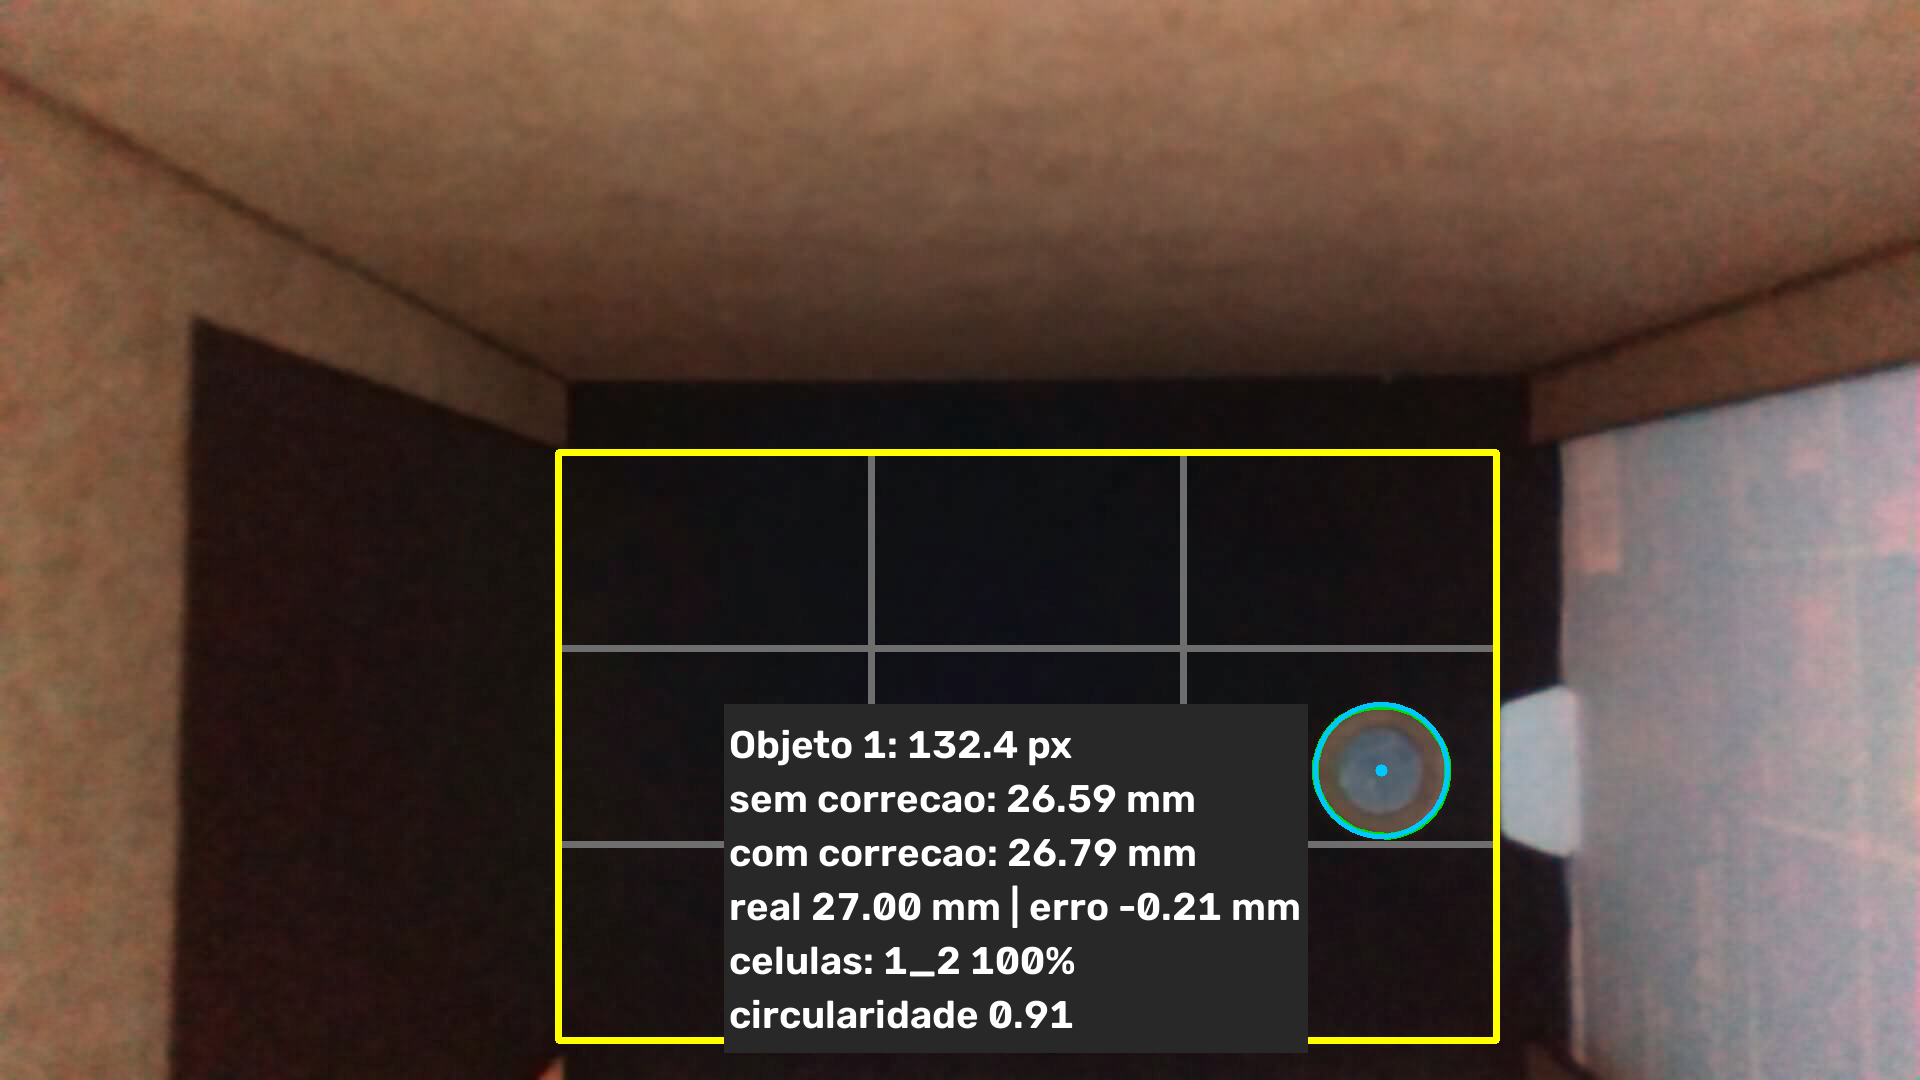 Objeto 1: 132.4 px
sem correcao: 26.59 mm
com correcao: 26.79 mm
real 27.00 mm | erro -0.21 mm
celulas: 1_2 100%
circularidade 0.91